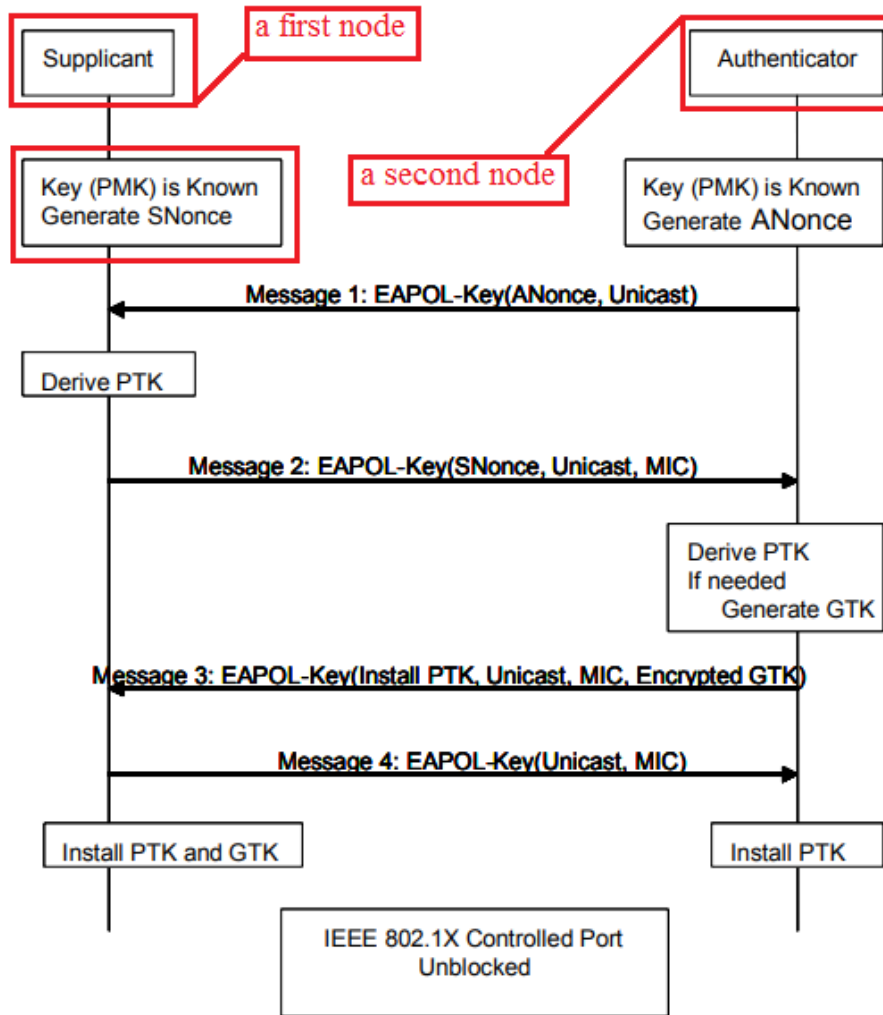 a first node
Supplicant
Authenticator
a second node
Key (PMK) is Known
Generate SNonce
Key (PMK) is Known
Generate ANonce
Message 1: EAPOL-Key(ANonce, Unicast)
Derive PTK
Message 2: EAPOL-Key(SNonce, Unicast, MIC)
Derive PTK
If needed
Generate GTK
Message 3: EAPOL-Key(Install PTK, Unicast, MIC, Encrypted GTK)
Message 4: EAPOL-Key(Unicast, MIC)
Install PTK and GTK
Install PTK
IEEE 802.1X Controlled Port
Unblocked